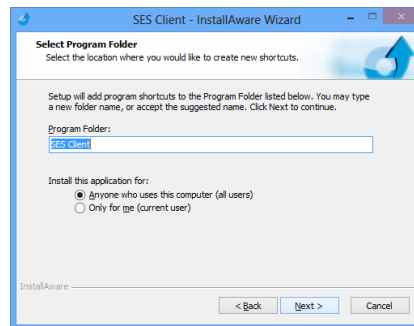 SES Client - InstallAware Wizard
Select Program Folder
Select the location where you would like to create new shortcuts.
Setup will add program shortcuts to the Program Folder listed below. You may type
a new folder name, or accept the suggested name. Click Next to continue.
Program Folder:
SES Client
Install this application for:
Anyone who uses this computer (all users)
Only for me (current user)
InstallAware
< Back Next > Cancel